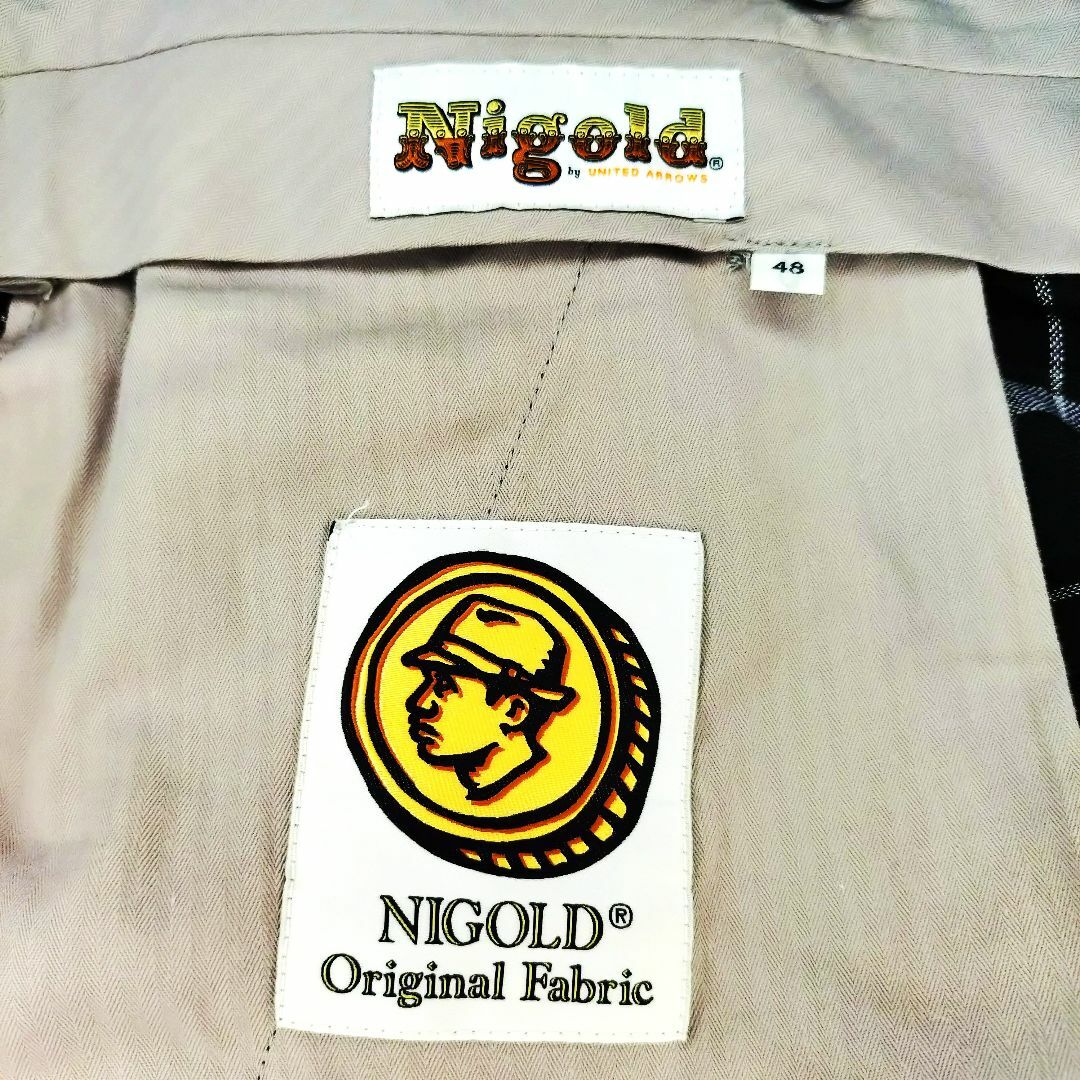 Nigold®
by UNITED ARROWS
48
NIGOLD®
Original Fabric